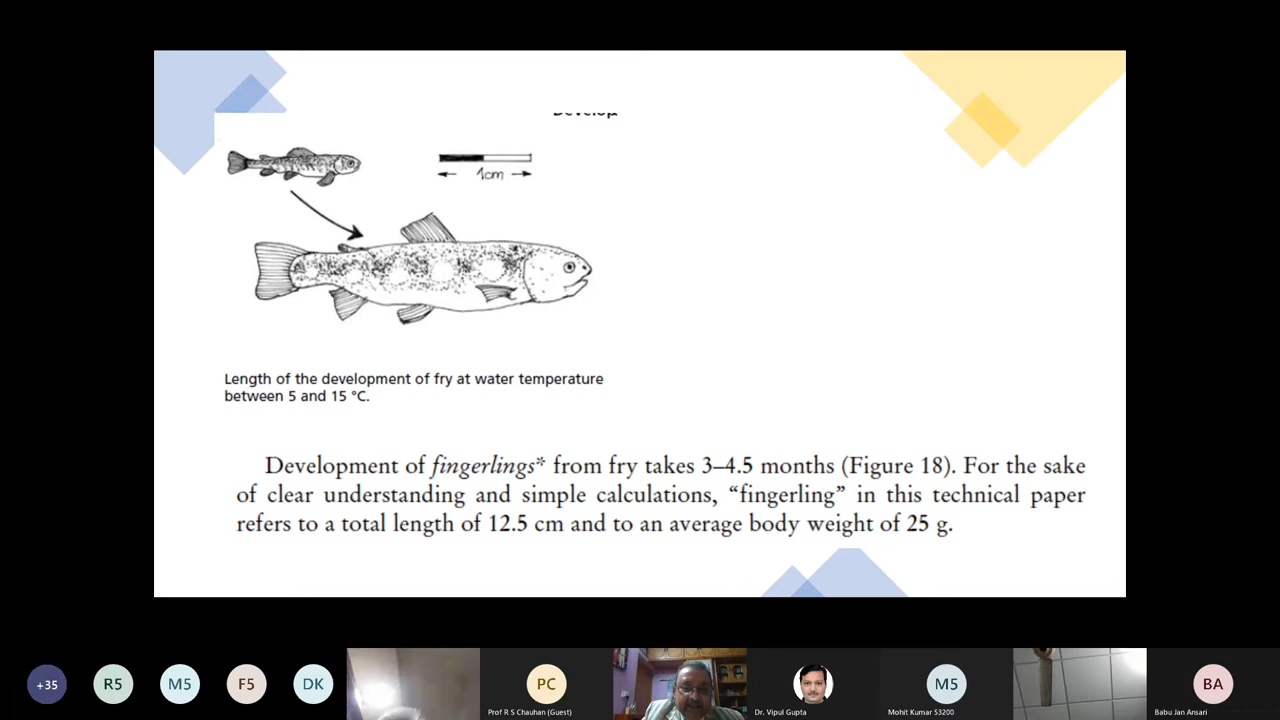 Develop
1cm
Length of the development of fry at water temperature
between 5 and 15 °C.
Development of fingerlings* from fry takes 3–4.5 months (Figure 18). For the sake
of clear understanding and simple calculations, “fingerling” in this technical paper
refers to a total length of 12.5 cm and to an average body weight of 25 g.
+35
R5
M5
F5
DK
PC
M5
BA
Prof R S Chauhan (Guest)
Dr. Vipul Gupta
Mohit Kumar 53200
Babu Jan Ansari